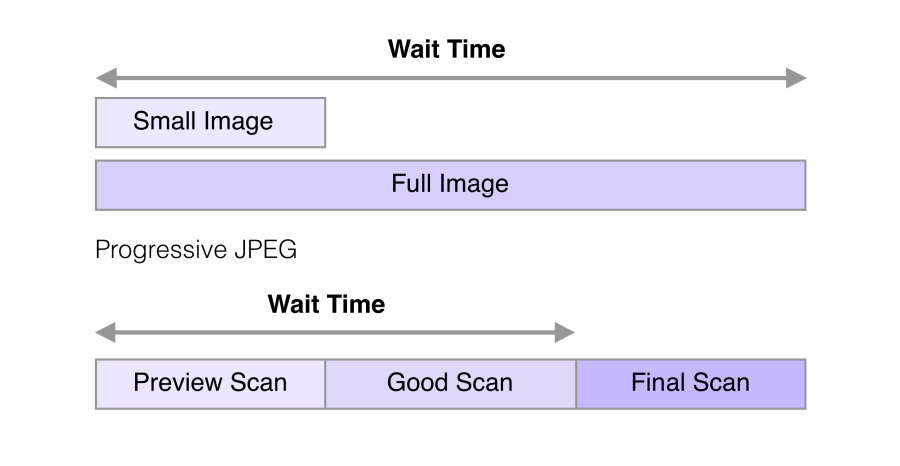 Wait Time
Small Image
Full Image
Progressive JPEG
Wait Time
Preview Scan Good Scan Final Scan